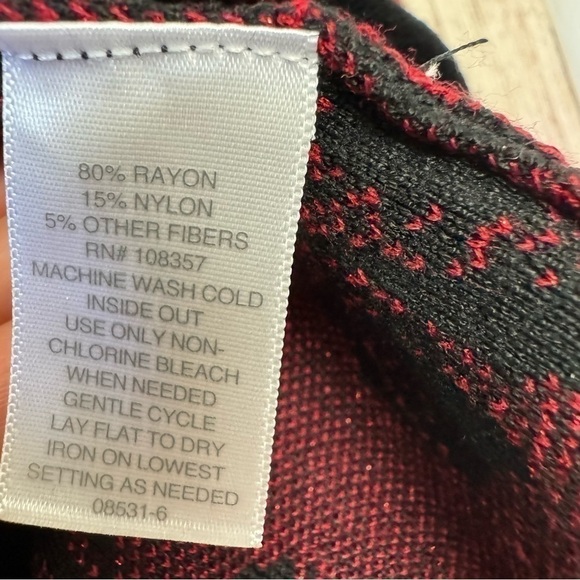 80% RAYON
15% NYLON
5% OTHER FIBERS
RN# 108357
MACHINE WASH COLD
INSIDE OUT
USE ONLY NON-
CHLORINE BLEACH
WHEN NEEDED
GENTLE CYCLE
LAY FLAT TO DRY
IRON ON LOWEST
SETTING AS NEEDED
08531-6